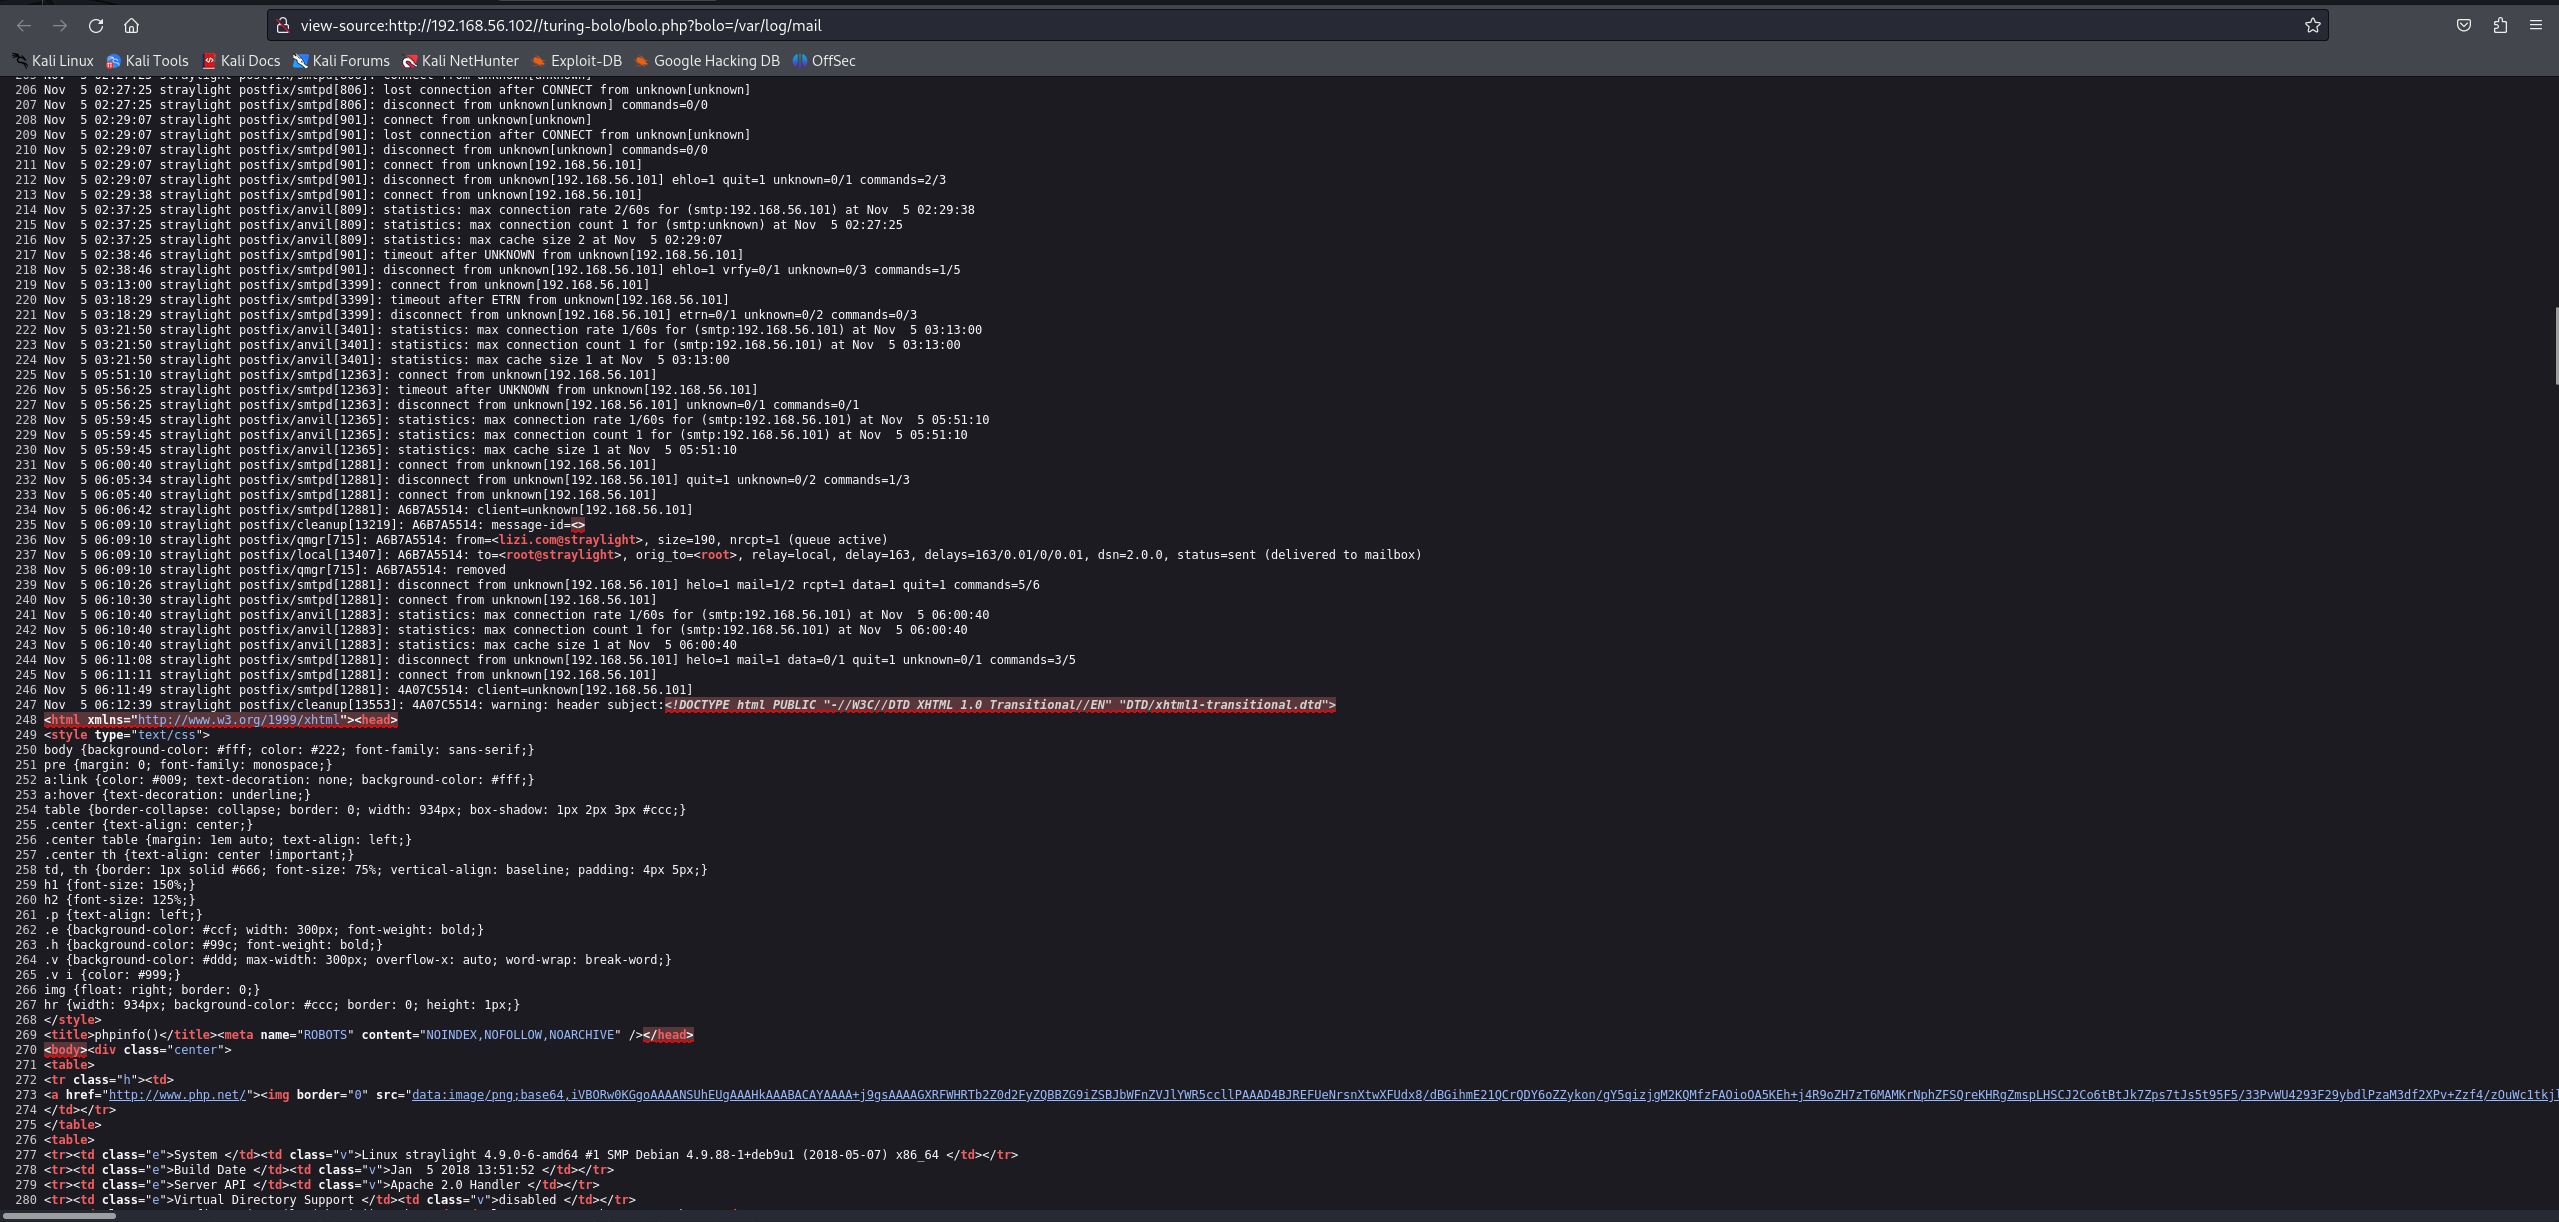 view-source:http://192.168.56.102//turing-bolo/bolo.php?bolo=/var/log/mail
Kali Linux Kali Tools Kali Docs Kali Forums Kali NetHunter Exploit-DB Google Hacking DB OffSec
205 Nov  5 02:27:25 straylight postfix/smtpd[806]: connect from unknown[unknown]
206 Nov  5 02:27:25 straylight postfix/smtpd[806]: lost connection after CONNECT from unknown[unknown]
207 Nov  5 02:27:25 straylight postfix/smtpd[806]: disconnect from unknown[unknown] commands=0/0
208 Nov  5 02:29:07 straylight postfix/smtpd[901]: connect from unknown[unknown]
209 Nov  5 02:29:07 straylight postfix/smtpd[901]: lost connection after CONNECT from unknown[unknown]
210 Nov  5 02:29:07 straylight postfix/smtpd[901]: disconnect from unknown[unknown] commands=0/0
211 Nov  5 02:29:07 straylight postfix/smtpd[901]: connect from unknown[192.168.56.101]
212 Nov  5 02:29:07 straylight postfix/smtpd[901]: disconnect from unknown[192.168.56.101] ehlo=1 quit=1 unknown=0/1 commands=2/3
213 Nov  5 02:29:38 straylight postfix/smtpd[901]: connect from unknown[192.168.56.101]
214 Nov  5 02:37:25 straylight postfix/anvil[809]: statistics: max connection rate 2/60s for (smtp:192.168.56.101) at Nov  5 02:29:38
215 Nov  5 02:37:25 straylight postfix/anvil[809]: statistics: max connection count 1 for (smtp:unknown) at Nov  5 02:27:25
216 Nov  5 02:37:25 straylight postfix/anvil[809]: statistics: max cache size 2 at Nov  5 02:29:07
217 Nov  5 02:38:46 straylight postfix/smtpd[901]: timeout after UNKNOWN from unknown[192.168.56.101]
218 Nov  5 02:38:46 straylight postfix/smtpd[901]: disconnect from unknown[192.168.56.101] ehlo=1 vrfy=0/1 unknown=0/3 commands=1/5
219 Nov  5 03:13:00 straylight postfix/smtpd[3399]: connect from unknown[192.168.56.101]
220 Nov  5 03:18:29 straylight postfix/smtpd[3399]: timeout after ETRN from unknown[192.168.56.101]
221 Nov  5 03:18:29 straylight postfix/smtpd[3399]: disconnect from unknown[192.168.56.101] etrn=0/1 unknown=0/2 commands=0/3
222 Nov  5 03:21:50 straylight postfix/anvil[3401]: statistics: max connection rate 1/60s for (smtp:192.168.56.101) at Nov  5 03:13:00
223 Nov  5 03:21:50 straylight postfix/anvil[3401]: statistics: max connection count 1 for (smtp:192.168.56.101) at Nov  5 03:13:00
224 Nov  5 03:21:50 straylight postfix/anvil[3401]: statistics: max cache size 1 at Nov  5 03:13:00
225 Nov  5 05:51:10 straylight postfix/smtpd[12363]: connect from unknown[192.168.56.101]
226 Nov  5 05:56:25 straylight postfix/smtpd[12363]: timeout after UNKNOWN from unknown[192.168.56.101]
227 Nov  5 05:56:25 straylight postfix/smtpd[12363]: disconnect from unknown[192.168.56.101] unknown=0/1 commands=0/1
228 Nov  5 05:59:45 straylight postfix/anvil[12365]: statistics: max connection rate 1/60s for (smtp:192.168.56.101) at Nov  5 05:51:10
229 Nov  5 05:59:45 straylight postfix/anvil[12365]: statistics: max connection count 1 for (smtp:192.168.56.101) at Nov  5 05:51:10
230 Nov  5 05:59:45 straylight postfix/anvil[12365]: statistics: max cache size 1 at Nov  5 05:51:10
231 Nov  5 06:00:40 straylight postfix/smtpd[12881]: connect from unknown[192.168.56.101]
232 Nov  5 06:05:34 straylight postfix/smtpd[12881]: disconnect from unknown[192.168.56.101] quit=1 unknown=0/2 commands=1/3
233 Nov  5 06:05:40 straylight postfix/smtpd[12881]: connect from unknown[192.168.56.101]
234 Nov  5 06:06:42 straylight postfix/smtpd[12881]: A6B7A5514: client=unknown[192.168.56.101]
235 Nov  5 06:09:10 straylight postfix/cleanup[13219]: A6B7A5514: message-id=<>
236 Nov  5 06:09:10 straylight postfix/qmgr[715]: A6B7A5514: from=<lizi.com@straylight>, size=190, nrcpt=1 (queue active)
237 Nov  5 06:09:10 straylight postfix/local[13407]: A6B7A5514: to=<root@straylight>, orig_to=<root>, relay=local, delay=163, delays=163/0.01/0/0.01, dsn=2.0.0, status=sent (delivered to mailbox)
238 Nov  5 06:09:10 straylight postfix/qmgr[715]: A6B7A5514: removed
239 Nov  5 06:10:26 straylight postfix/smtpd[12881]: disconnect from unknown[192.168.56.101] helo=1 mail=1/2 rcpt=1 data=1 quit=1 commands=5/6
240 Nov  5 06:10:30 straylight postfix/smtpd[12881]: connect from unknown[192.168.56.101]
241 Nov  5 06:10:40 straylight postfix/anvil[12883]: statistics: max connection rate 1/60s for (smtp:192.168.56.101) at Nov  5 06:00:40
242 Nov  5 06:10:40 straylight postfix/anvil[12883]: statistics: max connection count 1 for (smtp:192.168.56.101) at Nov  5 06:00:40
243 Nov  5 06:10:40 straylight postfix/anvil[12883]: statistics: max cache size 1 at Nov  5 06:00:40
244 Nov  5 06:11:08 straylight postfix/smtpd[12881]: disconnect from unknown[192.168.56.101] helo=1 mail=1 data=0/1 quit=1 unknown=0/1 commands=3/5
245 Nov  5 06:11:11 straylight postfix/smtpd[12881]: connect from unknown[192.168.56.101]
246 Nov  5 06:11:49 straylight postfix/smtpd[12881]: 4A07C5514: client=unknown[192.168.56.101]
247 Nov  5 06:12:39 straylight postfix/cleanup[13553]: 4A07C5514: warning: header subject:<!DOCTYPE html PUBLIC "-//W3C//DTD XHTML 1.0 Transitional//EN" "DTD/xhtml1-transitional.dtd">
248 <html xmlns="http://www.w3.org/1999/xhtml"><head>
249 <style type="text/css">
250 body {background-color: #fff; color: #222; font-family: sans-serif;}
251 pre {margin: 0; font-family: monospace;}
252 a:link {color: #009; text-decoration: none; background-color: #fff;}
253 a:hover {text-decoration: underline;}
254 table {border-collapse: collapse; border: 0; width: 934px; box-shadow: 1px 2px 3px #ccc;}
255 .center {text-align: center;}
256 .center table {margin: 1em auto; text-align: left;}
257 .center th {text-align: center !important;}
258 td, th {border: 1px solid #666; font-size: 75%; vertical-align: baseline; padding: 4px 5px;}
259 h1 {font-size: 150%;}
260 h2 {font-size: 125%;}
261 .p {text-align: left;}
262 .e {background-color: #ccf; width: 300px; font-weight: bold;}
263 .h {background-color: #99c; font-weight: bold;}
264 .v {background-color: #ddd; max-width: 300px; overflow-x: auto; word-wrap: break-word;}
265 .v i {color: #999;}
266 img {float: right; border: 0;}
267 hr {width: 934px; background-color: #ccc; border: 0; height: 1px;}
268 </style>
269 <title>phpinfo()</title><meta name="ROBOTS" content="NOINDEX,NOFOLLOW,NOARCHIVE" /></head>
270 <body><div class="center">
271 <table>
272 <tr class="h"><td>
273 <a href="http://www.php.net/"><img border="0" src="data:image/png;base64,
274 </td></tr>
275 </table>
276 <table>
277 <tr><td class="e">System </td><td class="v">Linux straylight 4.9.0-6-amd64 #1 SMP Debian 4.9.88-1+deb9u1 (2018-05-07) x86_64 </td></tr>
278 <tr><td class="e">Build Date </td><td class="v">Jan  5 2018 13:51:52 </td></tr>
279 <tr><td class="e">Server API </td><td class="v">Apache 2.0 Handler </td></tr>
280 <tr><td class="e">Virtual Directory Support </td><td class="v">disabled </td></tr>